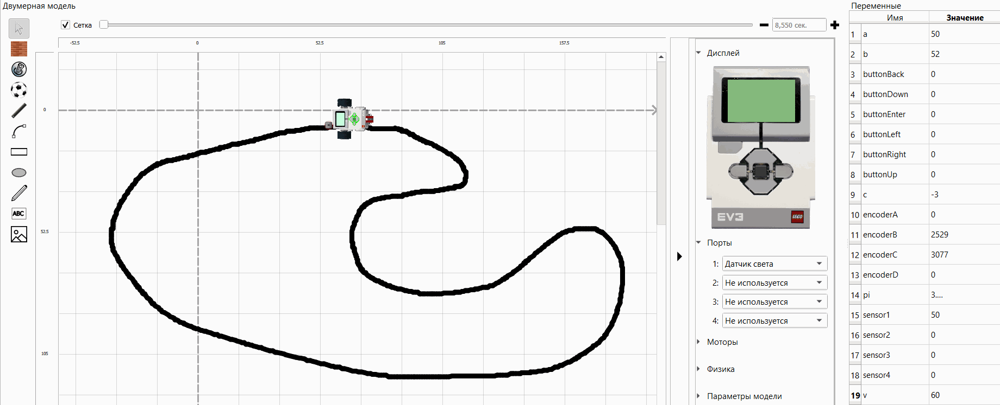 Двумерная модель
Сетка
8,550 сек.
-52.5 0 52.5 105 157.5
0
52.5
105
ABC
Дисплей
EV3
LEGO
Порты
1: Датчик света
2: Не используется
3: Не используется
4: Не используется
Моторы
Физика
Параметры модели
Переменные
Имя Значение
1 a 50
2 b 52
3 buttonBack 0
4 buttonDown 0
5 buttonEnter 0
6 buttonLeft 0
7 buttonRight 0
8 buttonUp 0
9 c -3
10 encoderA 0
11 encoderB 2529
12 encoderC 3077
13 encoderD 0
14 pi 3....
15 sensor1 50
16 sensor2 0
17 sensor3 0
18 sensor4 0
19 v 60